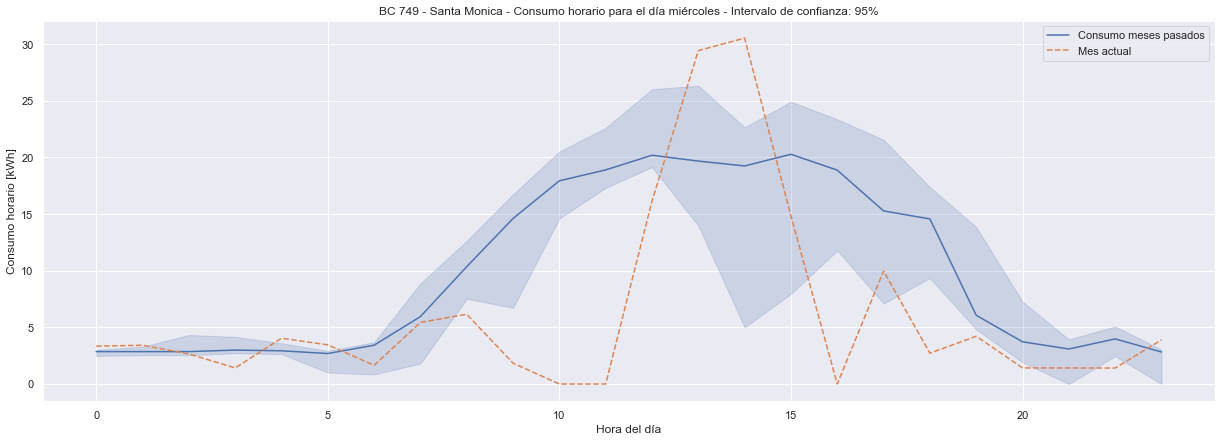 BC 749 - Santa Monica - Consumo horario para el día miércoles - Intervalo de confianza: 95%
Consumo meses pasados
Mes actual
30
25
20
15
10
5
0
Consumo horario [kWh]
0 5 10 15 20
Hora del día